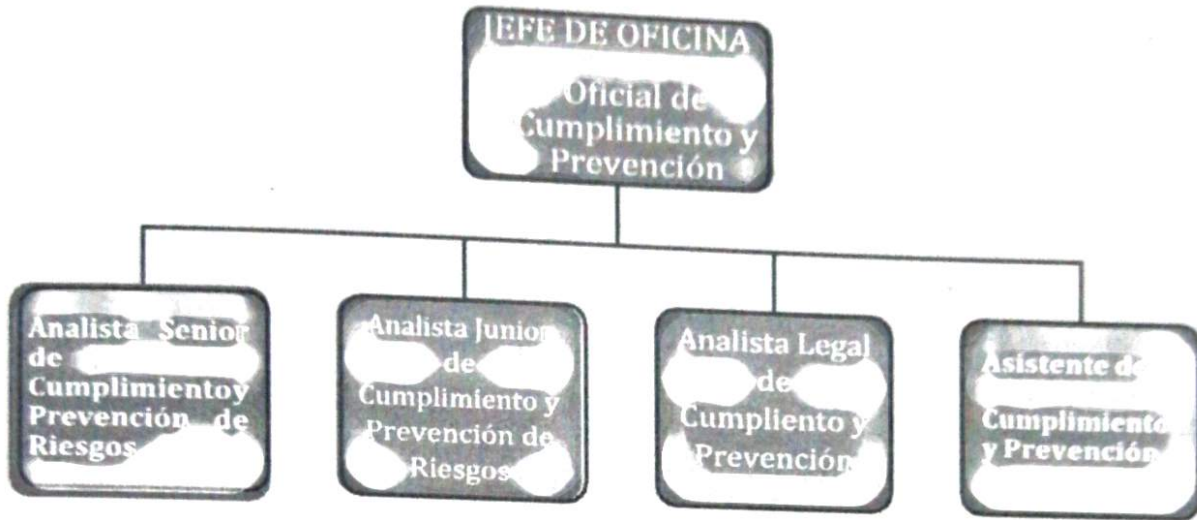 JEFE DE OFICINA
Oficial de
Cumplimiento y
Prevención
Analista Senior
de
Cumplimientoy
Prevención de
Riesgos
Analista Junior
de
Cumplimiento y
Prevención de
Riesgos
Analista Legal
de
Cumpliento y
Prevención
Asistente de
Cumplimiento
y Prevención